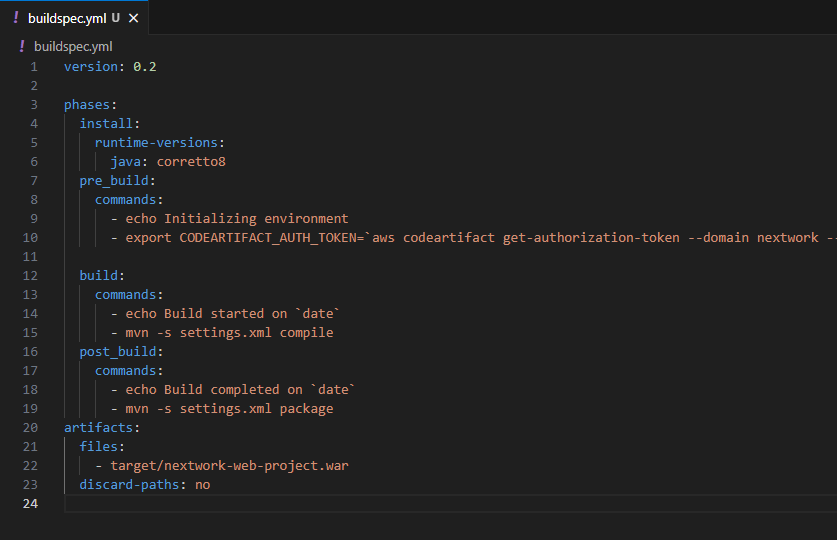 ! buildspec.yml U ×
! buildspec.yml
1 version: 0.2
2
3 phases:
4   install:
5     runtime-versions:
6       java: corretto8
7   pre_build:
8     commands:
9       - echo Initializing environment
10       - export CODEARTIFACT_AUTH_TOKEN=`aws codeartifact get-authorization-token --domain nextwork --
11
12   build:
13     commands:
14       - echo Build started on `date`
15       - mvn -s settings.xml compile
16   post_build:
17     commands:
18       - echo Build completed on `date`
19       - mvn -s settings.xml package
20 artifacts:
21   files:
22     - target/nextwork-web-project.war
23   discard-paths: no
24